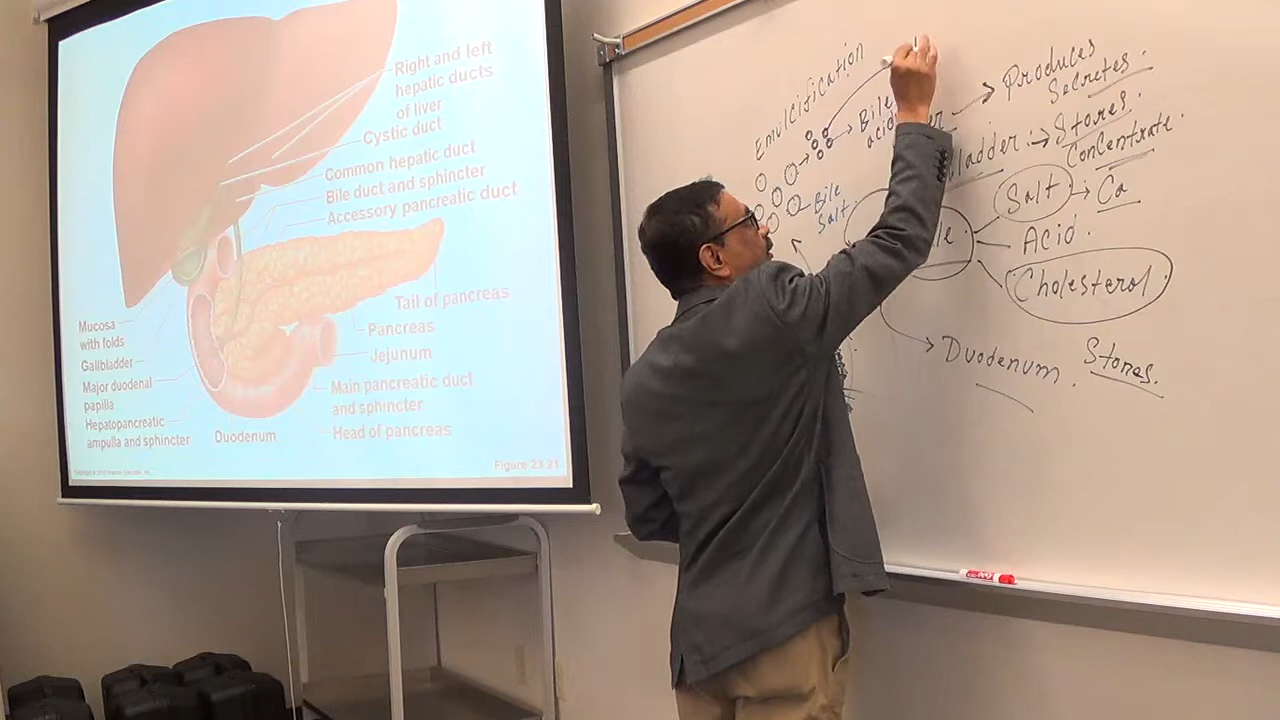 Right and left
hepatic ducts
of liver
Cystic duct
Common hepatic duct
Bile duct and sphincter
Accessory pancreatic duct
Tail of pancreas
Pancreas
Jejunum
Main pancreatic duct
and sphincter
Head of pancreas
Mucosa
with folds
Gallbladder
Major duodenal
papilla
Hepatopancreatic
ampulla and sphincter
Duodenum
Figure 23.21
Emulcification
Bile
acid
Bile
Salt
Produces
Secretes.
ladder
Stores.
Concentrate.
Salt
Ca
Acid.
Cholesterol
Duodenum.
Stones.